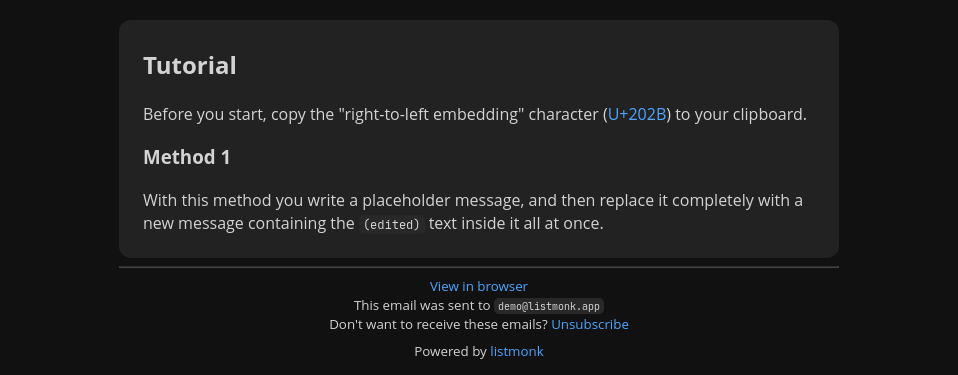 Tutorial
Before you start, copy the "right-to-left embedding" character (U+202B) to your clipboard.
Method 1
With this method you write a placeholder message, and then replace it completely with a
new message containing the (edited) text inside it all at once.
View in browser
This email was sent to demo@listmonk.app
Don't want to receive these emails? Unsubscribe
Powered by listmonk